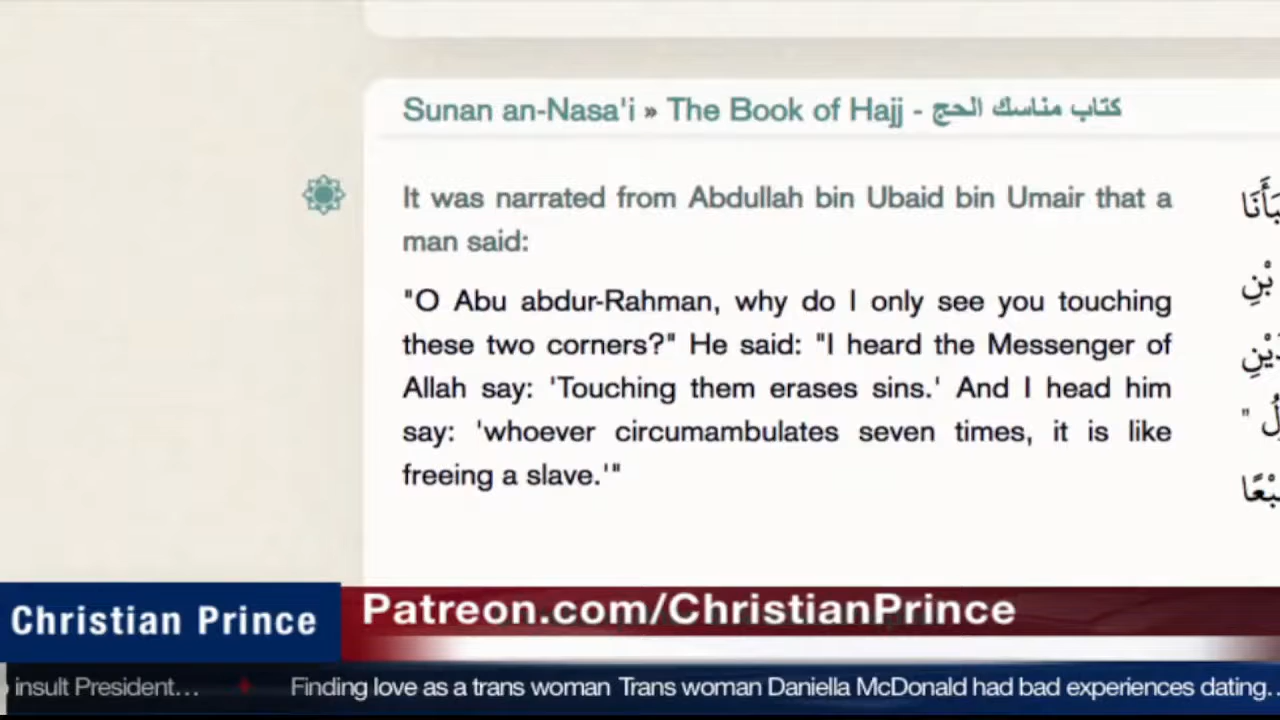 Sunan an-Nasa'i » The Book of Hajj - كتاب مناسك الحج
It was narrated from Abdullah bin Ubaid bin Umair that a
man said:
"O Abu abdur-Rahman, why do I only see you touching
these two corners?" He said: "I heard the Messenger of
Allah say: 'Touching them erases sins.' And I head him
say: 'whoever circumambulates seven times, it is like
freeing a slave.'"
Christian Prince
Patreon.com/ChristianPrince
insult President... Finding love as a trans woman Trans woman Daniella McDonald had bad experiences dating...